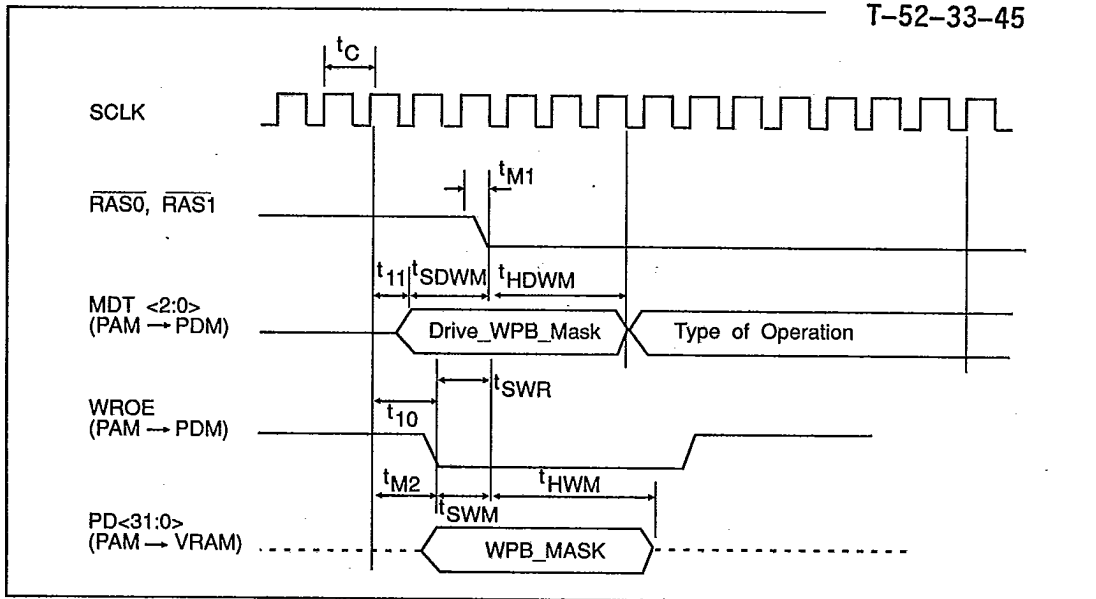 T-52-33-45
tC
SCLK
tM1
RAS0, RAS1
t11 tSDWM tHDWM
MDT <2:0>
(PAM → PDM)
Drive_WPB_Mask
Type of Operation
tSWR
WROE
(PAM → PDM)
t10
tM2
tHWM
tSWM
PD<31:0>
(PAM → VRAM)
WPB_MASK